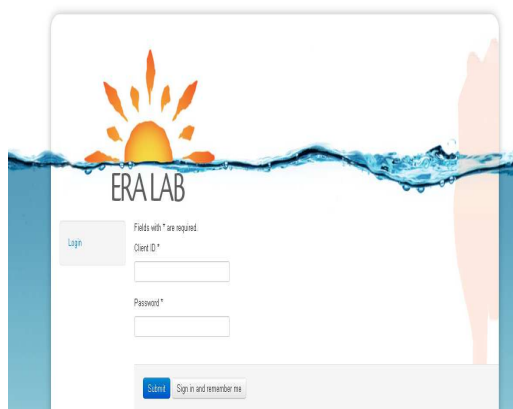 ERA LAB
Login
Fields with * are required.
Client ID *
Password *
Submit
Sign in and remember me